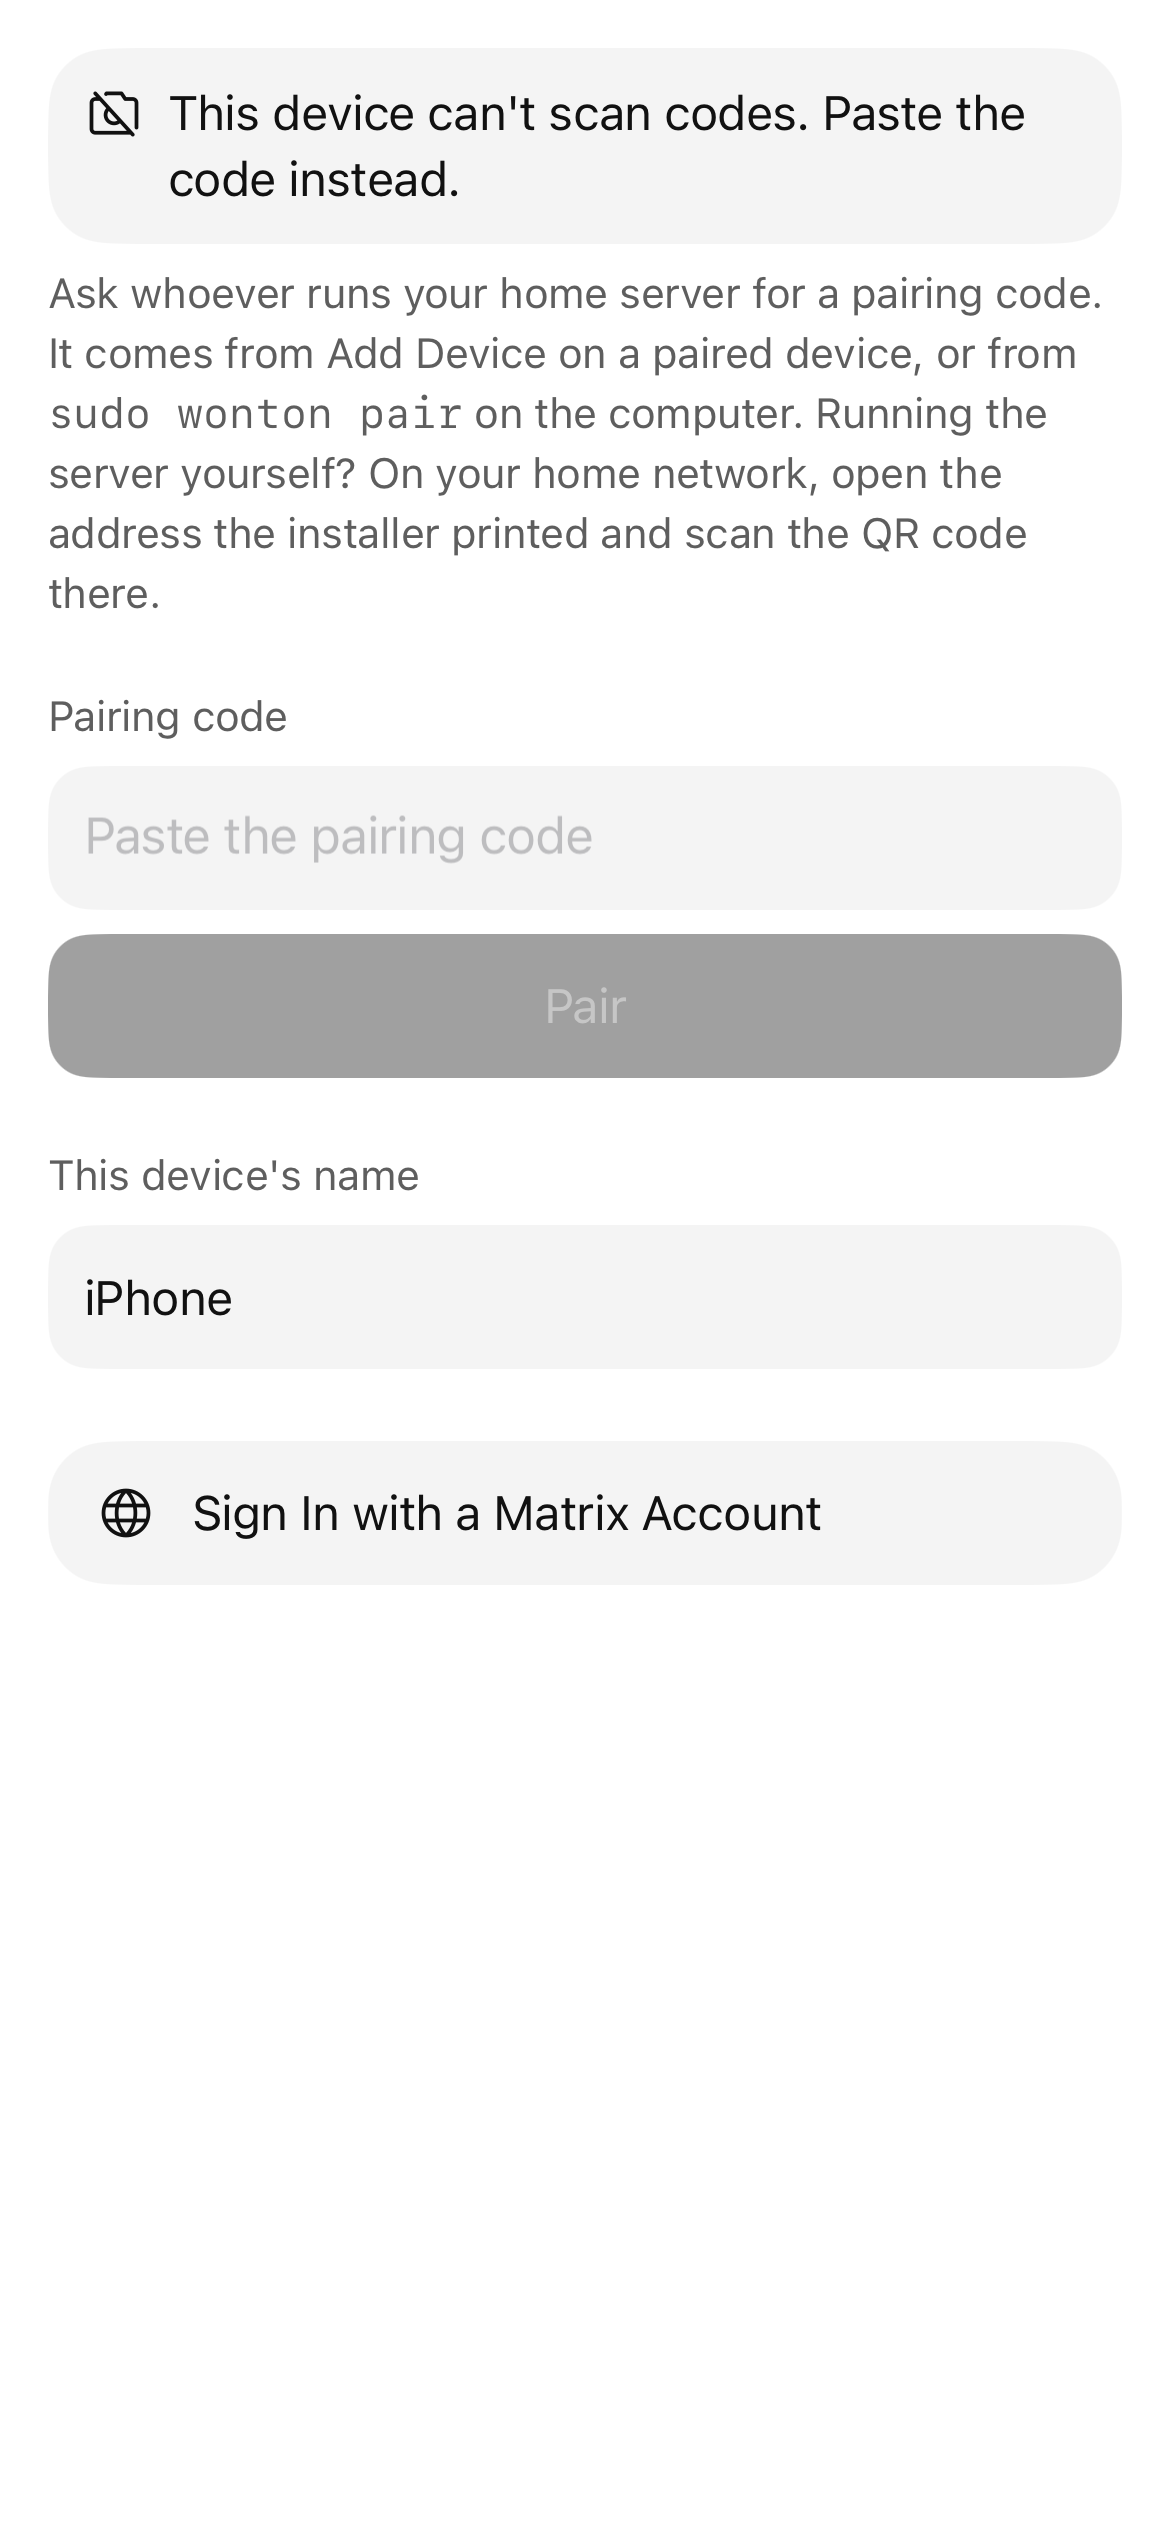 This device can't scan codes. Paste the
code instead.
Ask whoever runs your home server for a pairing code.
It comes from Add Device on a paired device, or from
sudo wonton pair on the computer. Running the
server yourself? On your home network, open the
address the installer printed and scan the QR code
there.
Pairing code
Paste the pairing code
Pair
This device's name
iPhone
Sign In with a Matrix Account